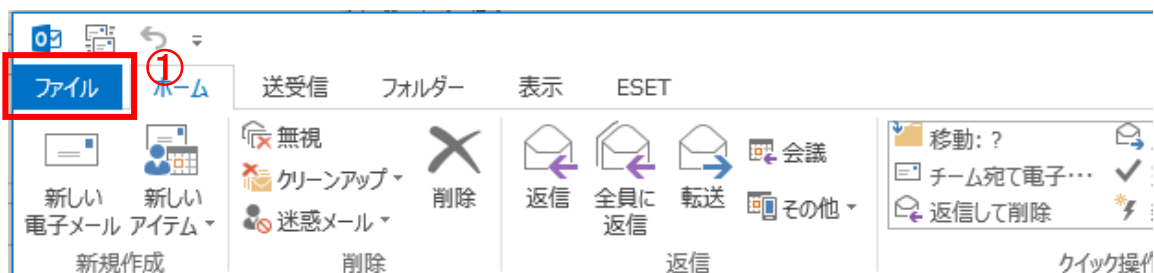 ①
ファイル ホーム 送受信 フォルダー 表示 ESET
新しい
電子メール
新しい
アイテム
無視
クリーンアップ
迷惑メール
削除
返信
全員に
返信
転送
会議
その他
移動: ?
チーム宛て電子…
返信して削除
新規作成 削除 返信 クイック操作